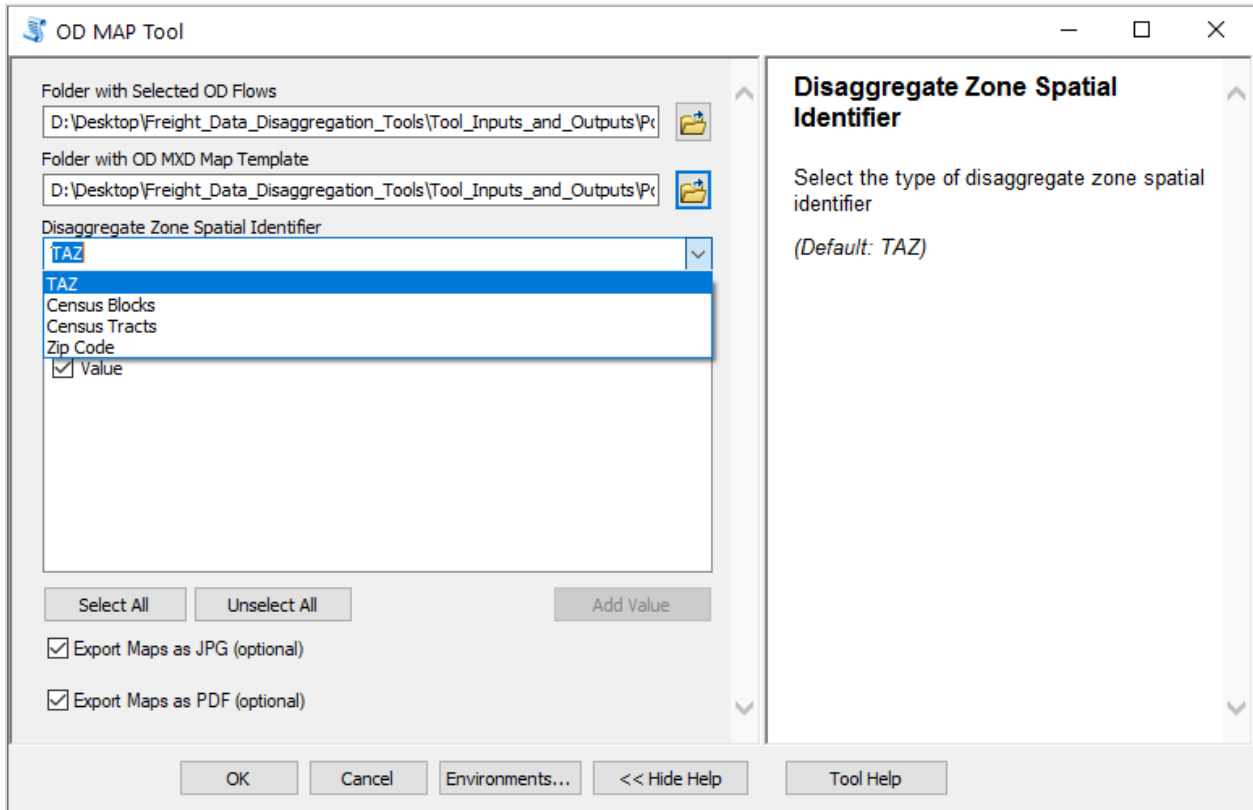 OD MAP Tool
Folder with Selected OD Flows
D:\Desktop\Freight_Data_Disaggregation_Tools\Tool_Inputs_and_Outputs\Po
Folder with OD MXD Map Template
D:\Desktop\Freight_Data_Disaggregation_Tools\Tool_Inputs_and_Outputs\Po
Disaggregate Zone Spatial Identifier
TAZ
TAZ
Census Blocks
Census Tracts
Zip Code
Value
Select All
Unselect All
Add Value
Export Maps as JPG (optional)
Export Maps as PDF (optional)
Disaggregate Zone Spatial
Identifier
Select the type of disaggregate zone spatial
identifier
(Default: TAZ)
OK
Cancel
Environments...
<< Hide Help
Tool Help